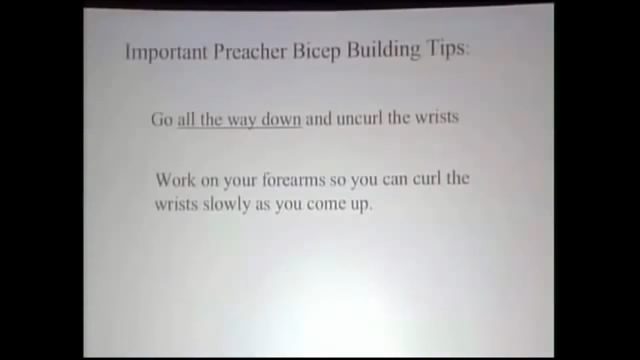 Important Preacher Bicep Building Tips:
Go all the way down and uncurl the wrists
Work on your forearms so you can curl the
wrists slowly as you come up.